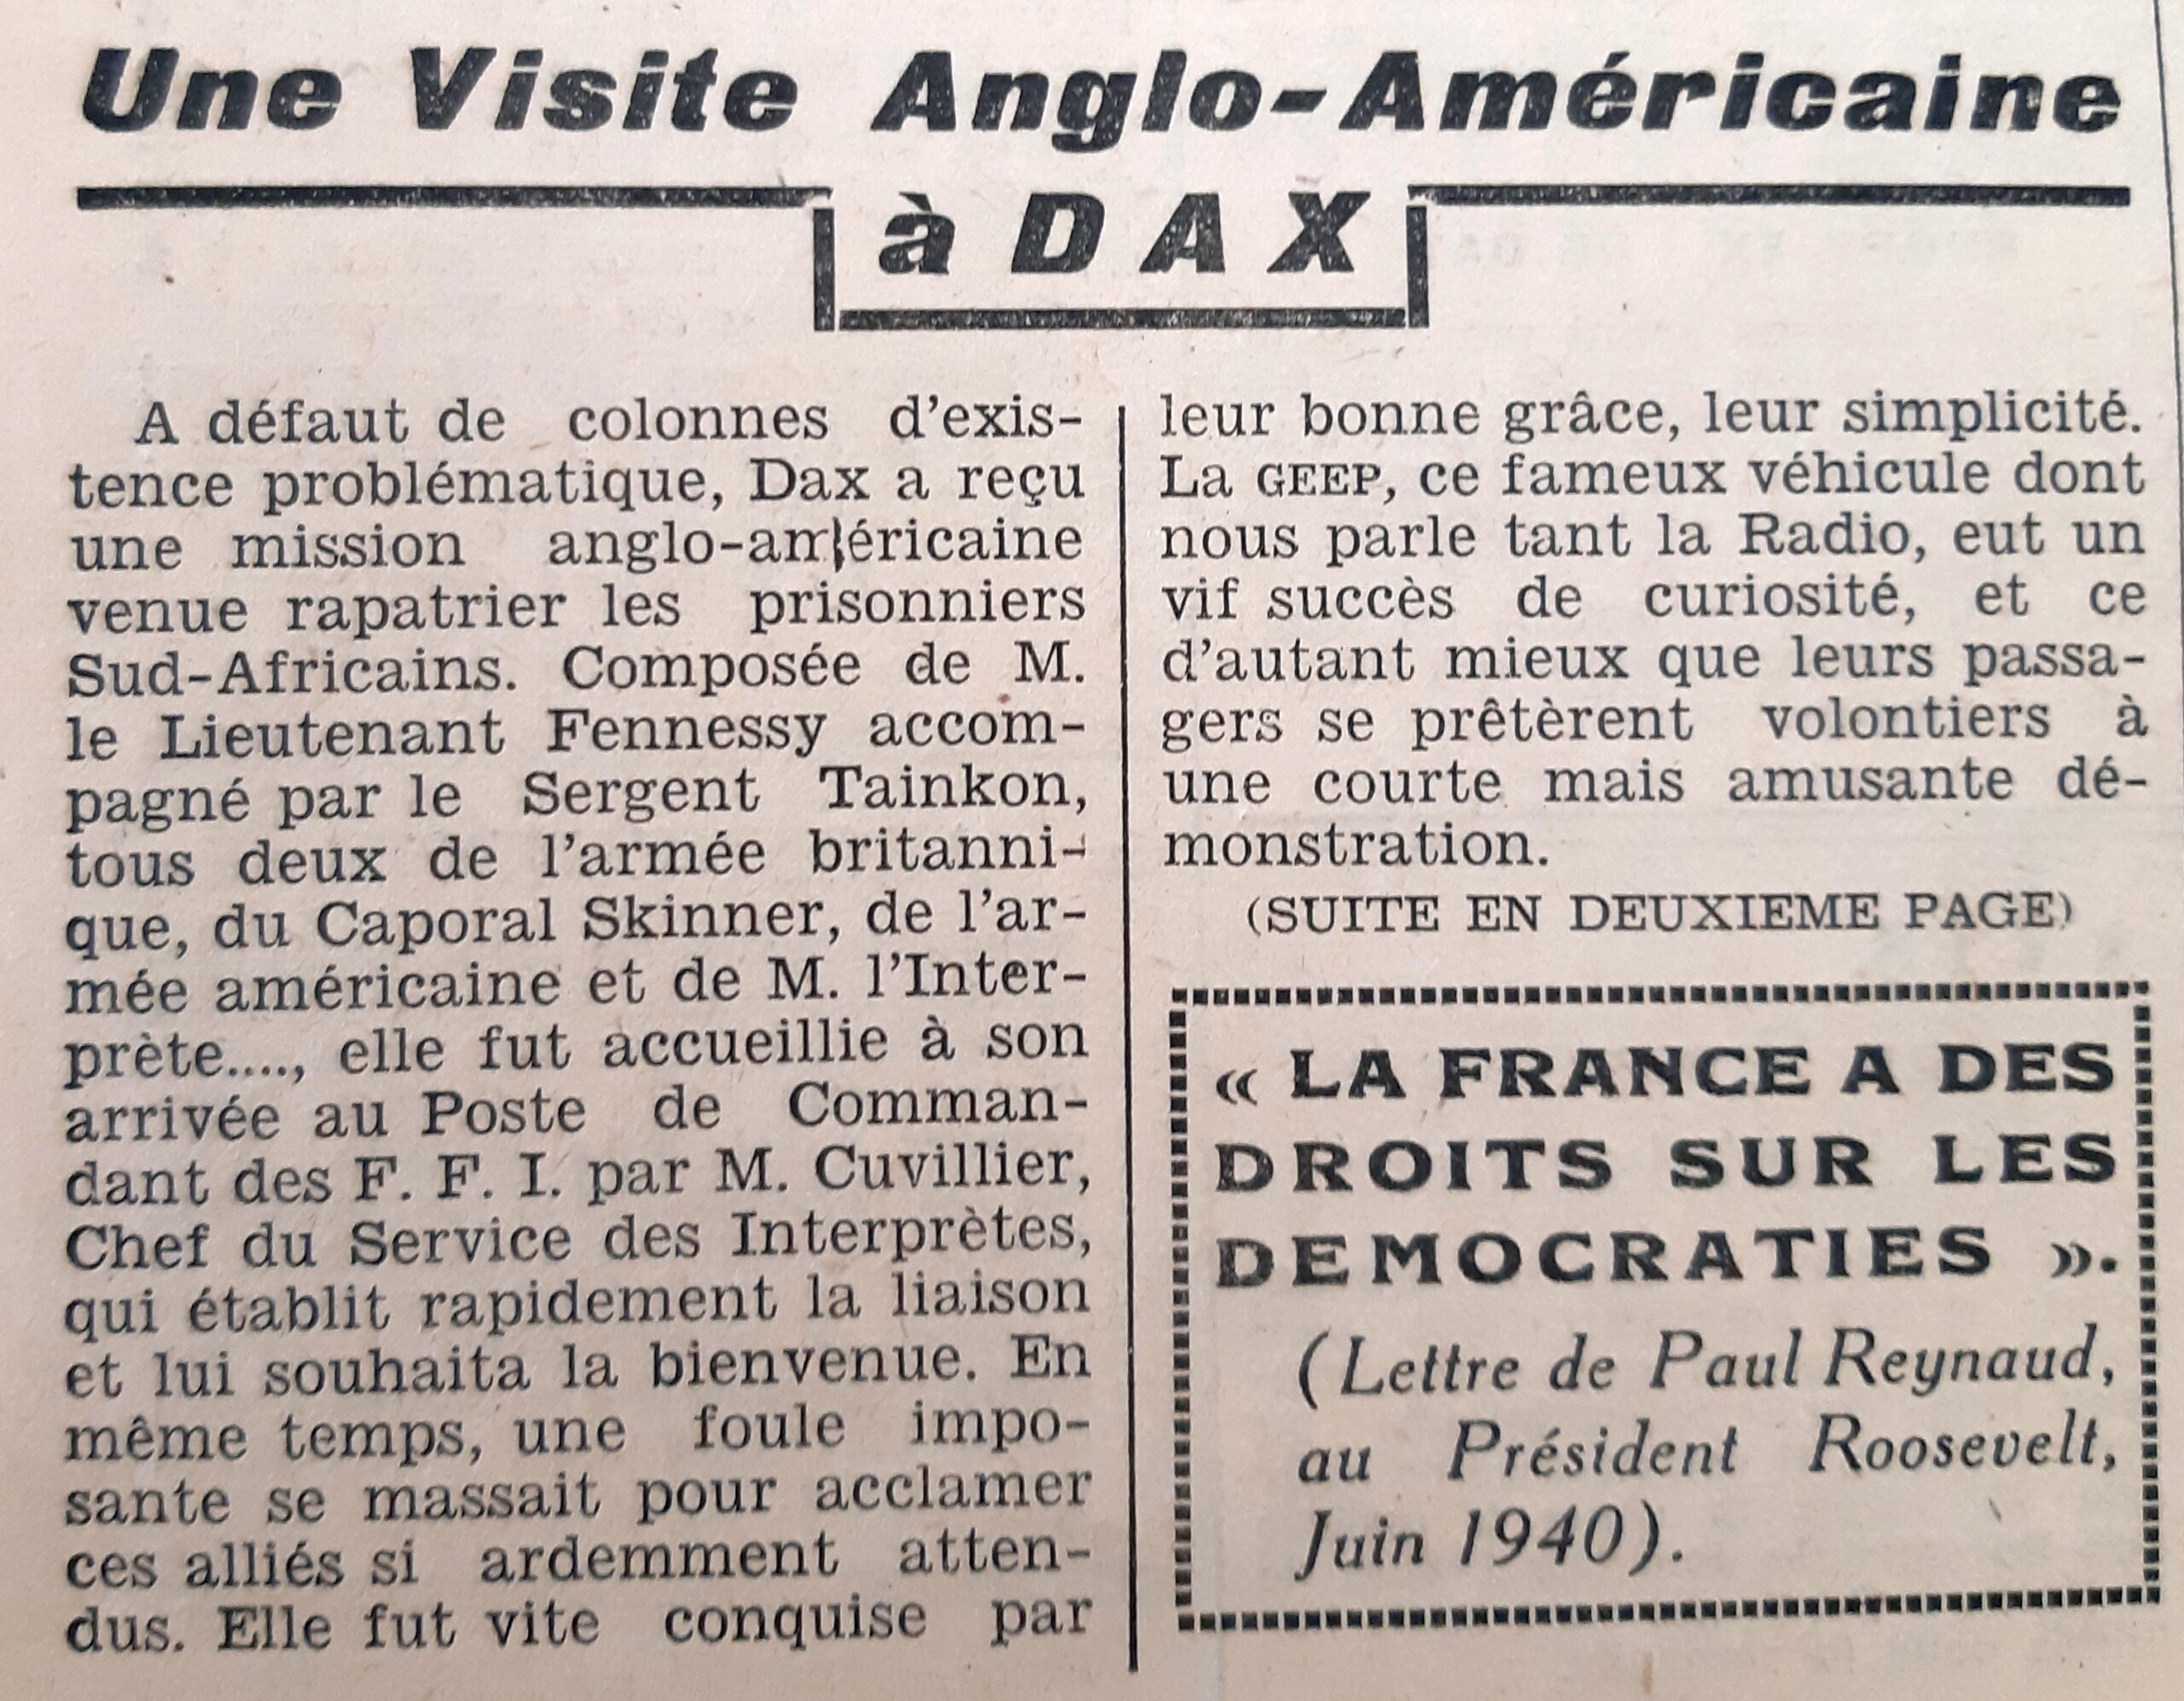 Une Visite Anglo-Américaine
à DAX
A défaut de colonnes d'exis-
tence problématique, Dax a reçu
une mission anglo-américaine
venue rapatrier les prisonniers
Sud-Africains. Composée de M.
le Lieutenant Fennessy accom-
pagné par le Sergent Tainkon,
tous deux de l'armée britanni-
que, du Caporal Skinner, de l'ar-
mée américaine et de M. l'Inter-
prète...., elle fut accueillie à son
arrivée au Poste de Comman-
dant des F. F. I. par M. Cuvillier,
Chef du Service des Interprètes,
qui établit rapidement la liaison
et lui souhaita la bienvenue. En
même temps, une foule impo-
sante se massait pour acclamer
ces alliés si ardemment atten-
dus. Elle fut vite conquise par
leur bonne grâce, leur simplicité.
La GEEP, ce fameux véhicule dont
nous parle tant la Radio, eut un
vif succès de curiosité, et ce
d'autant mieux que leurs passa-
gers se prêtèrent volontiers à
une courte mais amusante dé-
monstration.
(SUITE EN DEUXIEME PAGE)
« LA FRANCE A DES
DROITS SUR LES
DEMOCRATIES ».
(Lettre de Paul Reynaud,
au Président Roosevelt,
Juin 1940).